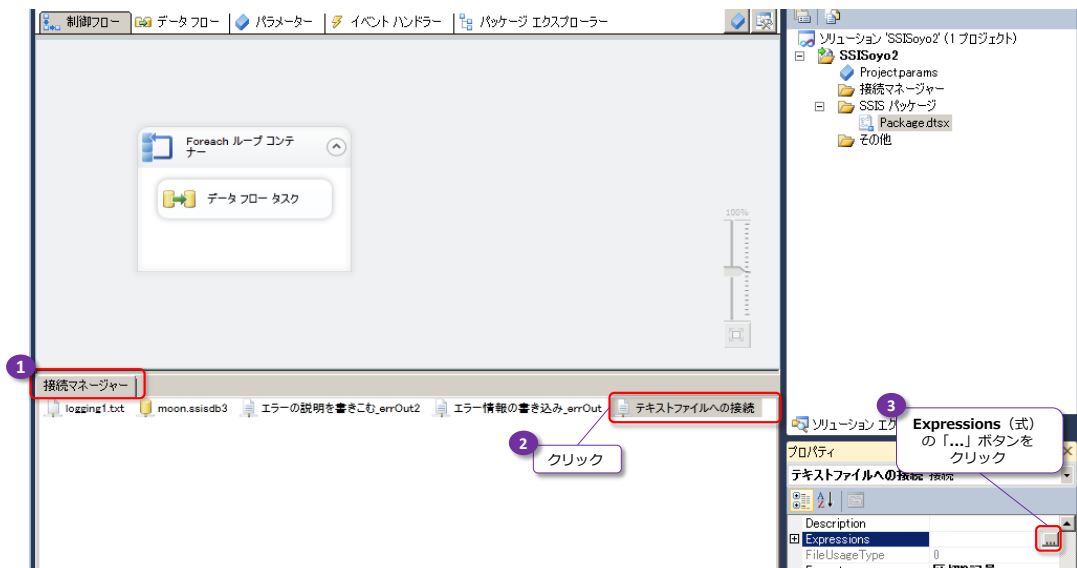 制御フロー データ フロー パラメーター イベント ハンドラー パッケージ エクスプローラー
ソリューション 'SSISoyo2' (1 プロジェクト)
SSISoyo2
Project.params
接続マネージャー
SSIS パッケージ
Package.dtsx
その他
Foreach ループ コンテ
ナー
データ フロー タスク
100%
1
接続マネージャー
logging1.txt moon.ssisdb3 エラーの説明を書きこむ_errOut2 エラー情報の書き込み_errOut テキストファイルへの接続
2
クリック
3
Expressions（式）
の「...」ボタンを
クリック
ソリューション エク
プロパティ
テキストファイルへの接続 接続
Description
Expressions
...
FileUsageType 0